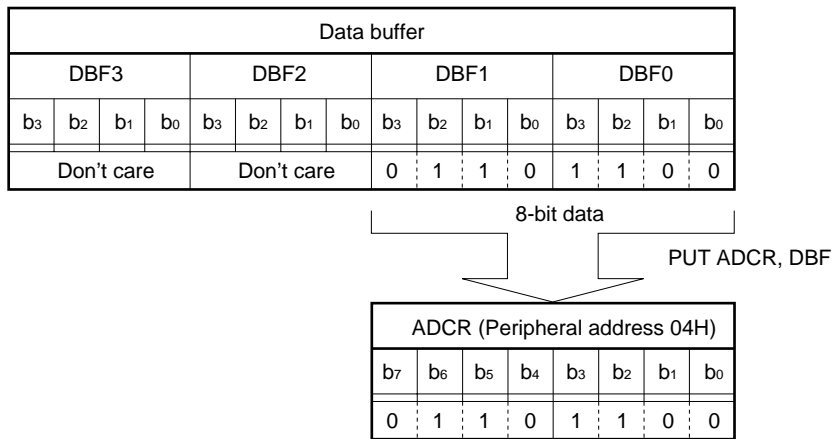 Data buffer
DBF3 DBF2 DBF1 DBF0
b3 b2 b1 b0 b3 b2 b1 b0 b3 b2 b1 b0 b3 b2 b1 b0
Don't care Don't care 0 1 1 0 1 1 0 0
8-bit data
PUT ADCR, DBF
ADCR (Peripheral address 04H)
b7 b6 b5 b4 b3 b2 b1 b0
0 1 1 0 1 1 0 0